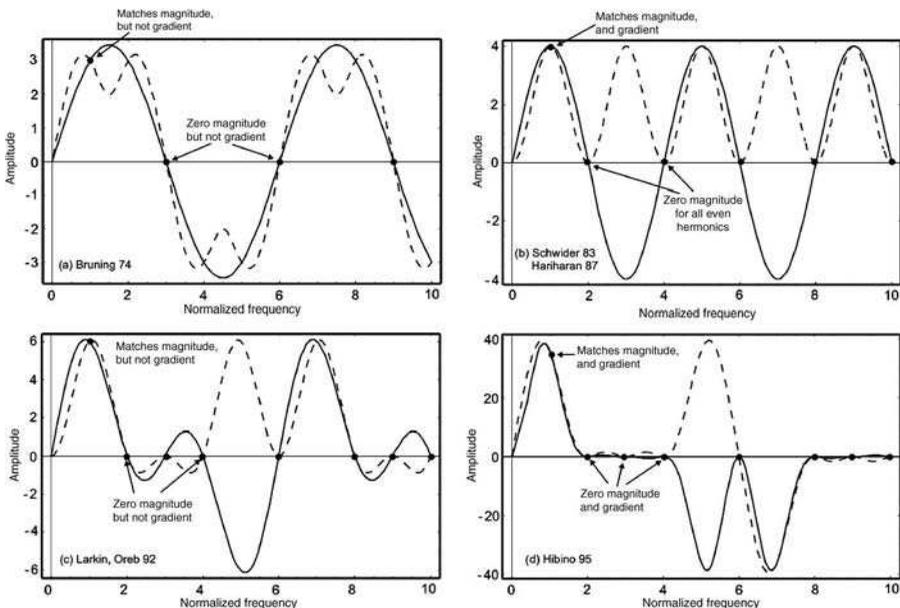 Matches magnitude,
but not gradient
3
2
1
0
-1
-2
-3
Amplitude
Zero magnitude
but not gradient
(a) Bruning 74
0 2 4 6 8 10
Normalized frequency
Matches magnitude,
and gradient
4
2
0
-2
-4
Amplitude
Zero magnitude
for all even
hermonics
(b) Schwider 83
Hariharan 87
0 2 4 6 8 10
Normalized frequency
Matches magnitude,
but not gradient
6
4
2
0
-2
-4
-6
Amplitude
Zero magnitude
but not gradient
(c) Larkin, Oreb 92
0 2 4 6 8 10
Normalized frequency
Matches magnitude,
and gradient
40
20
0
-20
-40
Amplitude
Zero magnitude
and gradient
(d) Hibino 95
0 2 4 6 8 10
Normalized frequency